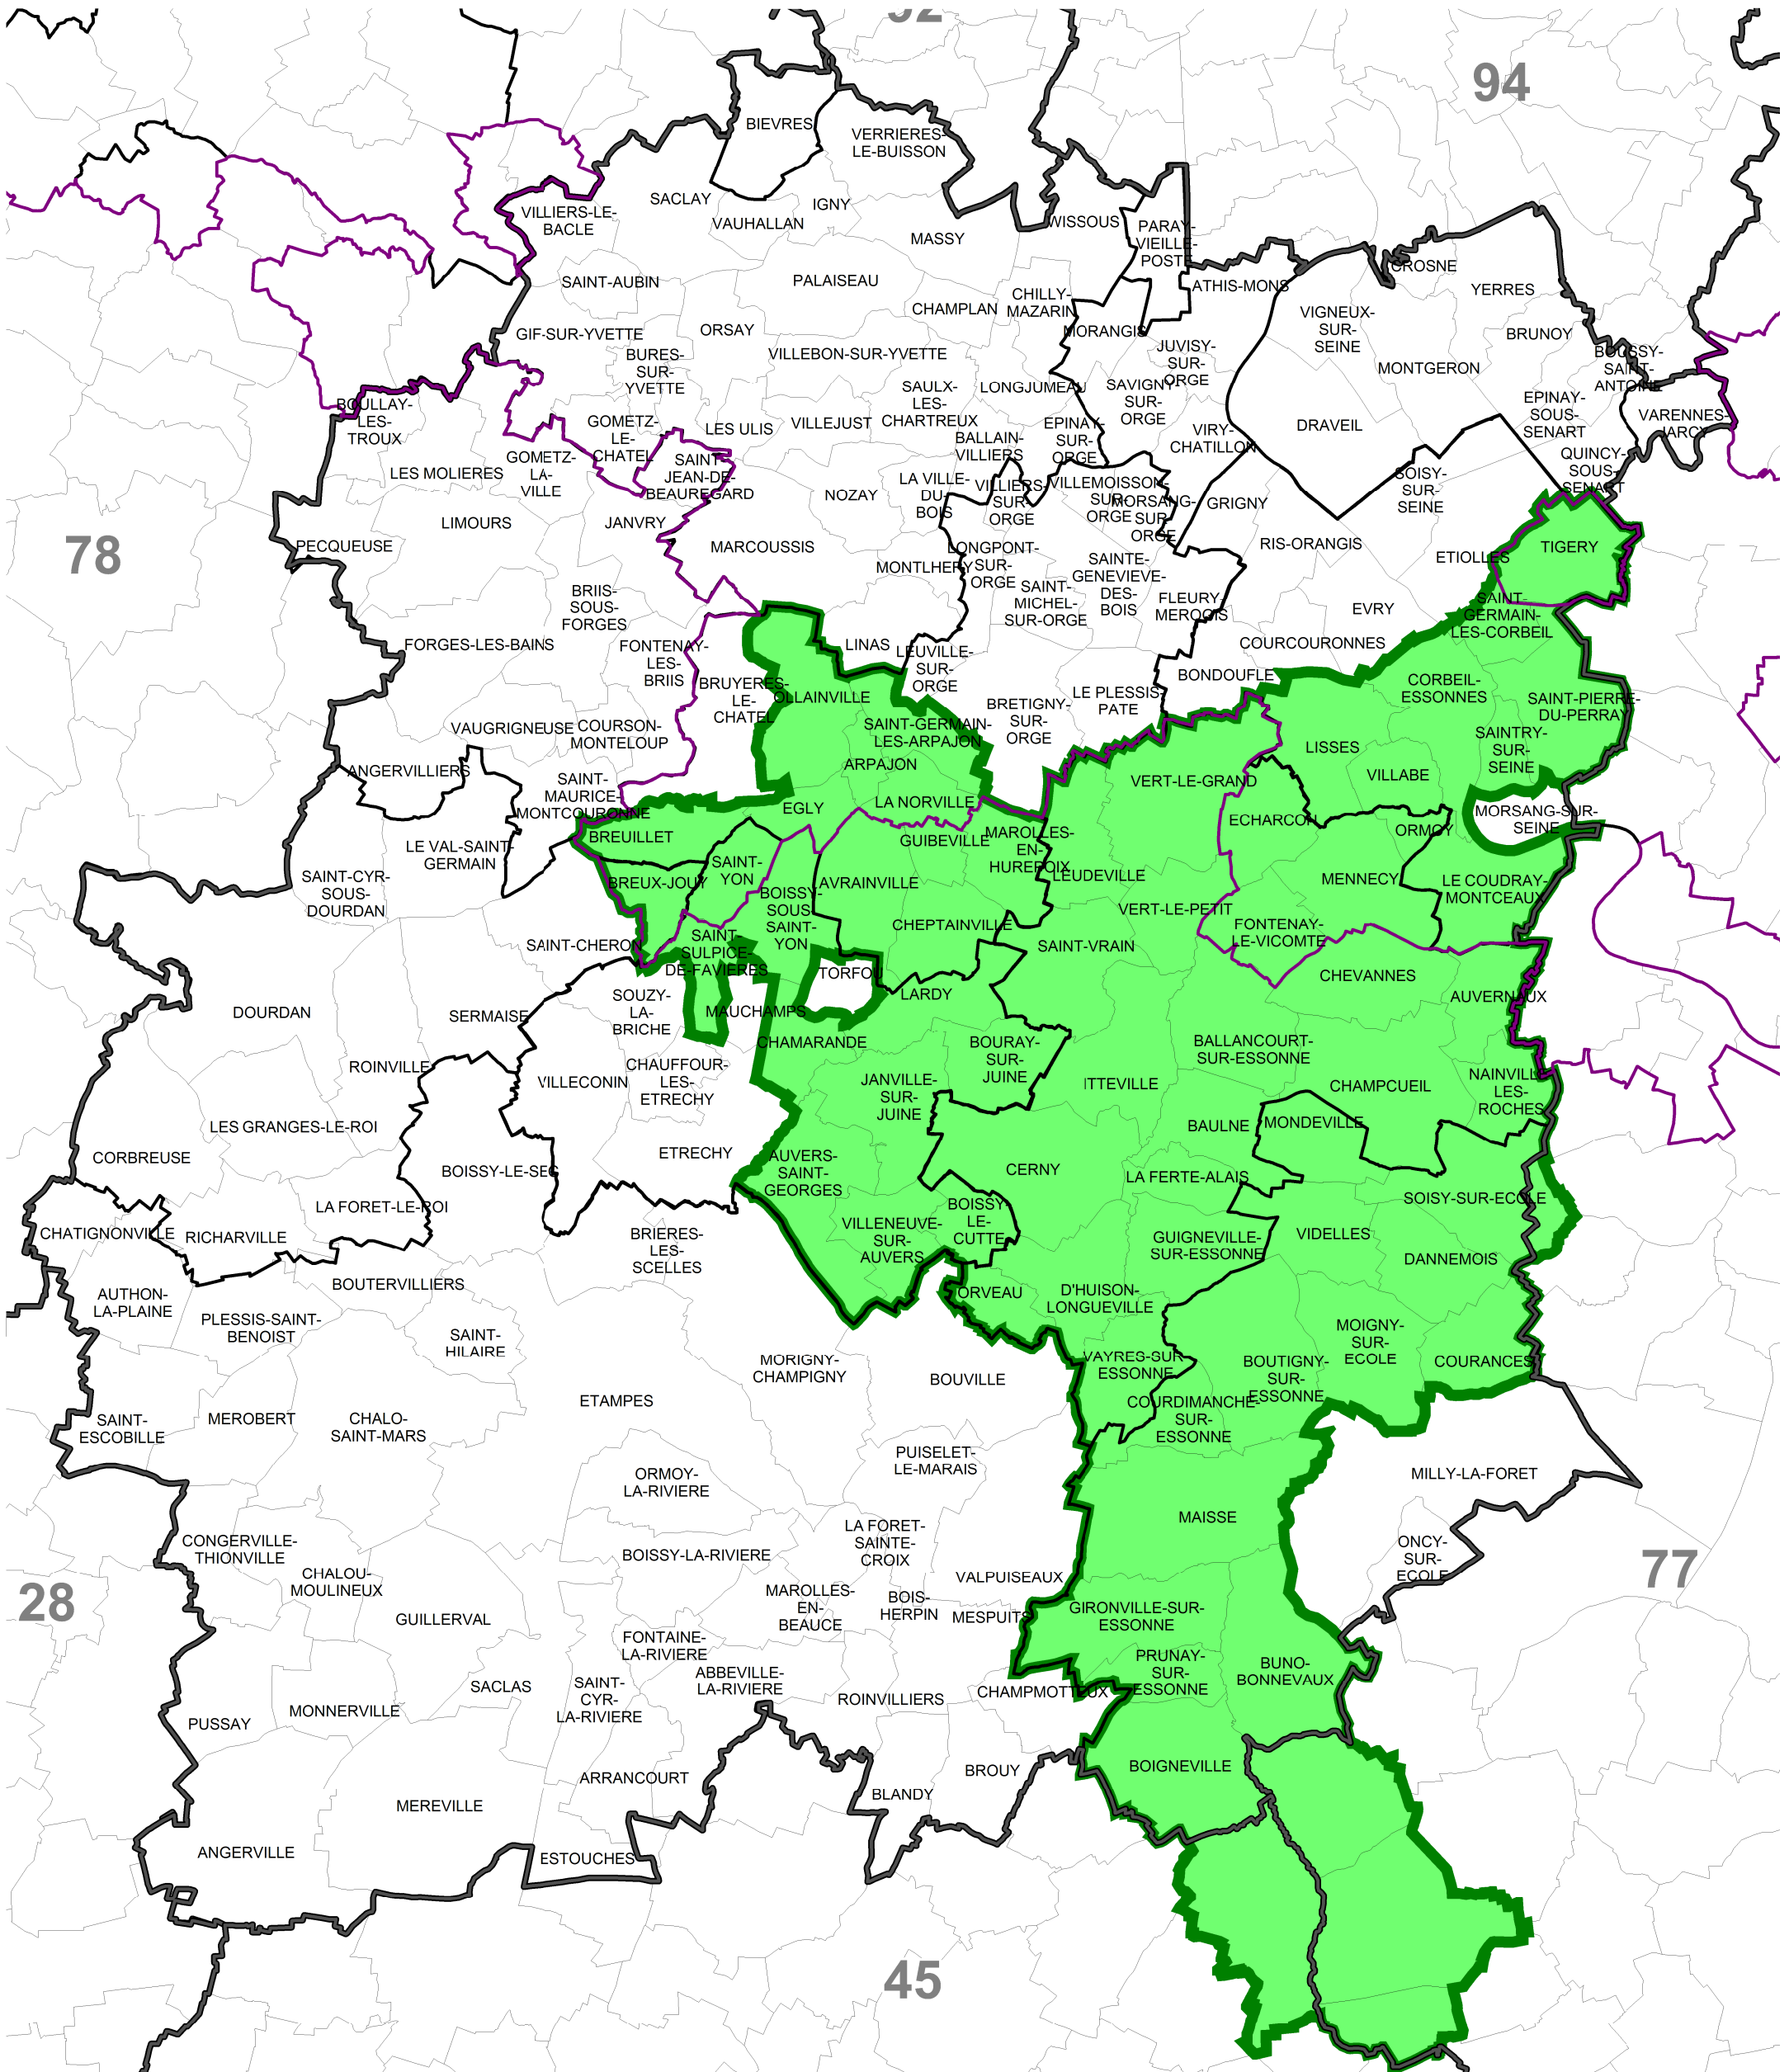 92
94
BIEVRES
VERRIERES-
LE-BUISSON
SACLAY
IGNY
VILLIERS-LE-
BACLE
VAUHALLAN
MASSY
WISSOUS
PARAY-
VIEILLE-
POSTE
CROSNE
SAINT-AUBIN
PALAISEAU
ATHIS-MONS
YERRES
CHAMPLAN
CHILLY-
MAZARIN
VIGNEUX-
SUR-
SEINE
GIF-SUR-YVETTE
ORSAY
MORANGIS
BRUNOY
BURES-
SUR-
YVETTE
VILLEBON-SUR-YVETTE
JUVISY-
SUR-
ORGE
MONTGERON
BOUSSY-
SAINT-
ANTOINE
SAULX-
LES-
CHARTREUX
LONGJUMEAU
SAVIGNY-
SUR-
ORGE
EPINAY-
SOUS-
SENART
VARENNES-
JARCY
BOULLAY-
LES-
TROUX
GOMETZ-
LE-
CHATEL
LES ULIS
VILLEJUST
BALLAIN-
VILLIERS
EPINAY-
SUR-
ORGE
VIRY-
CHATILLON
DRAVEIL
LES MOLIERES
GOMETZ-
LA-
VILLE
SAINT-
JEAN-DE-
BEAUREGARD
NOZAY
LA VILLE-
DU-
BOIS
VILLIERS-
SUR-
ORGE
VILLEMOISSON-
SUR-
ORGE
MORSANG-
SUR-
ORGE
GRIGNY
SOISY-
SUR-
SEINE
QUINCY-
SOUS-
SENART
LIMOURS
JANVRY
78
PECQUEUSE
MARCOUSSIS
MONTLHERY
LONGPONT-
SUR-
ORGE
SAINTE-
GENEVIEVE-
DES-
BOIS
RIS-ORANGIS
ETIOLLES
TIGERY
BRIIS-
SOUS-
FORGES
SAINT-
MICHEL-
SUR-ORGE
FLEURY-
MEROGIS
EVRY
SAINT-
GERMAIN-
LES-CORBEIL
FORGES-LES-BAINS
FONTENAY-
LES-
BRIIS
LINAS
LEUVILLE-
SUR-
ORGE
COURCOURONNES
BRUYERES-
LE-
CHATEL
OLLAINVILLE
BONDOUFLE
CORBEIL-
ESSONNES
SAINT-PIERRE-
DU-PERRAY
VAUGRIGNEUSE
COURSON-
MONTELOUP
SAINT-GERMAIN-
LES-ARPAJON
BRETIGNY-
SUR-
ORGE
LE PLESSIS-
PATE
LISSES
SAINTRY-
SUR-
SEINE
ANGERVILLIERS
ARPAJON
VERT-LE-GRAND
VILLABE
SAINT-
MAURICE-
MONTCOURONNE
EGLY
LA NORVILLE
ECHARCON
MORSANG-SUR-
SEINE
BREUILLET
GUIBEVILLE
MAROLLES-
EN-
HUREPOIX
ORMOY
LE VAL-SAINT-
GERMAIN
SAINT-
YON
LEUDEVILLE
MENNECY
LE COUDRAY-
MONTCEAUX
SAINT-CYR-
SOUS-
DOURDAN
BREUX-JOUY
BOISSY-
SOUS-
SAINT-
YON
AVRAINVILLE
VERT-LE-PETIT
FONTENAY-
LE-VICOMTE
CHEPTAINVILLE
SAINT-CHERON
SAINT-
SULPICE-
DE-FAVIERES
SAINT-VRAIN
TORFOU
CHEVANNES
LARDY
AUVERNAUX
DOURDAN
SERMAISE
SOUZY-
LA-
BRICHE
MAUCHAMPS
CHAMARANDE
BOURAY-
SUR-
JUINE
BALLANCOURT-
SUR-ESSONNE
ROINVILLE
VILLECONIN
CHAUFFOUR-
LES-
ETRECHY
JANVILLE-
SUR-
JUINE
ITTEVILLE
CHAMPCUEIL
NAINVILLE-
LES-
ROCHES
LES GRANGES-LE-ROI
BAULNE
MONDEVILLE
CORBREUSE
BOISSY-LE-SEC
ETRECHY
AUVERS-
SAINT-
GEORGES
CERNY
LA FERTE-ALAIS
LA FORET-LE-ROI
SOISY-SUR-ECOLE
CHATIGNONVILLE
RICHARVILLE
BRIERES-
LES-
SCELLES
VILLENEUVE-
SUR-
AUVERS
BOISSY-
LE-
CUTTE
GUIGNEVILLE-
SUR-ESSONNE
VIDELLES
DANNEMOIS
BOUTERVILLIERS
AUTHON-
LA-PLAINE
ORVEAU
D'HUISON-
LONGUEVILLE
PLESSIS-SAINT-
BENOIST
SAINT-
HILAIRE
MOIGNY-
SUR-
ECOLE
MORIGNY-
CHAMPIGNY
BOUVILLE
VAYRES-SUR-
ESSONNE
BOUTIGNY-
SUR-
ESSONNE
COURANCES
ETAMPES
SAINT-
ESCOBILLE
MEROBERT
CHALO-
SAINT-MARS
COURDIMANCHE-
SUR-
ESSONNE
PUISELET-
LE-MARAIS
ORMOY-
LA-RIVIERE
MILLY-LA-FORET
MAISSE
CONGERVILLE-
THIONVILLE
LA FORET-
SAINTE-
CROIX
ONCY-
SUR-
ECOLE
77
28
CHALOU-
MOULINEUX
BOISSY-LA-RIVIERE
VALPUISEAUX
GUILLERVAL
MAROLLES-
EN-
BEAUCE
BOIS-
HERPIN
MESPUITS
GIRONVILLE-SUR-
ESSONNE
FONTAINE-
LA-RIVIERE
PRUNAY-
SUR-
ESSONNE
BUNO-
BONNEVAUX
SACLAS
SAINT-
CYR-
LA-RIVIERE
ABBEVILLE-
LA-RIVIERE
ROINVILLIERS
CHAMPMOTTEUX
MONNERVILLE
PUSSAY
ARRANCOURT
BROUY
BOIGNEVILLE
MEREVILLE
BLANDY
ANGERVILLE
ESTOUCHES
45